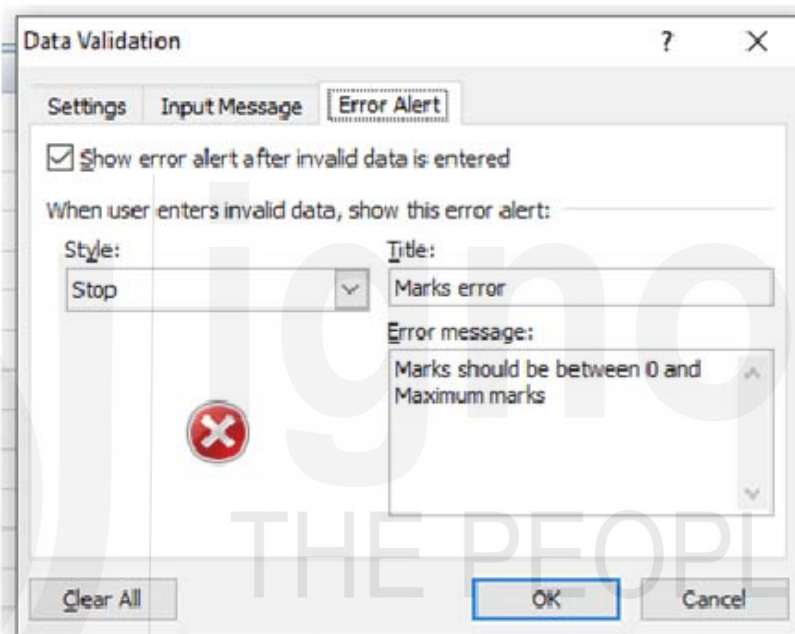 Data Validation ? X
Settings Input Message Error Alert
Show error alert after invalid data is entered
When user enters invalid data, show this error alert:
Style: Title:
Stop Marks error
Error message:
Marks should be between 0 and
Maximum marks
Clear All OK Cancel
igno
THE PEOPL